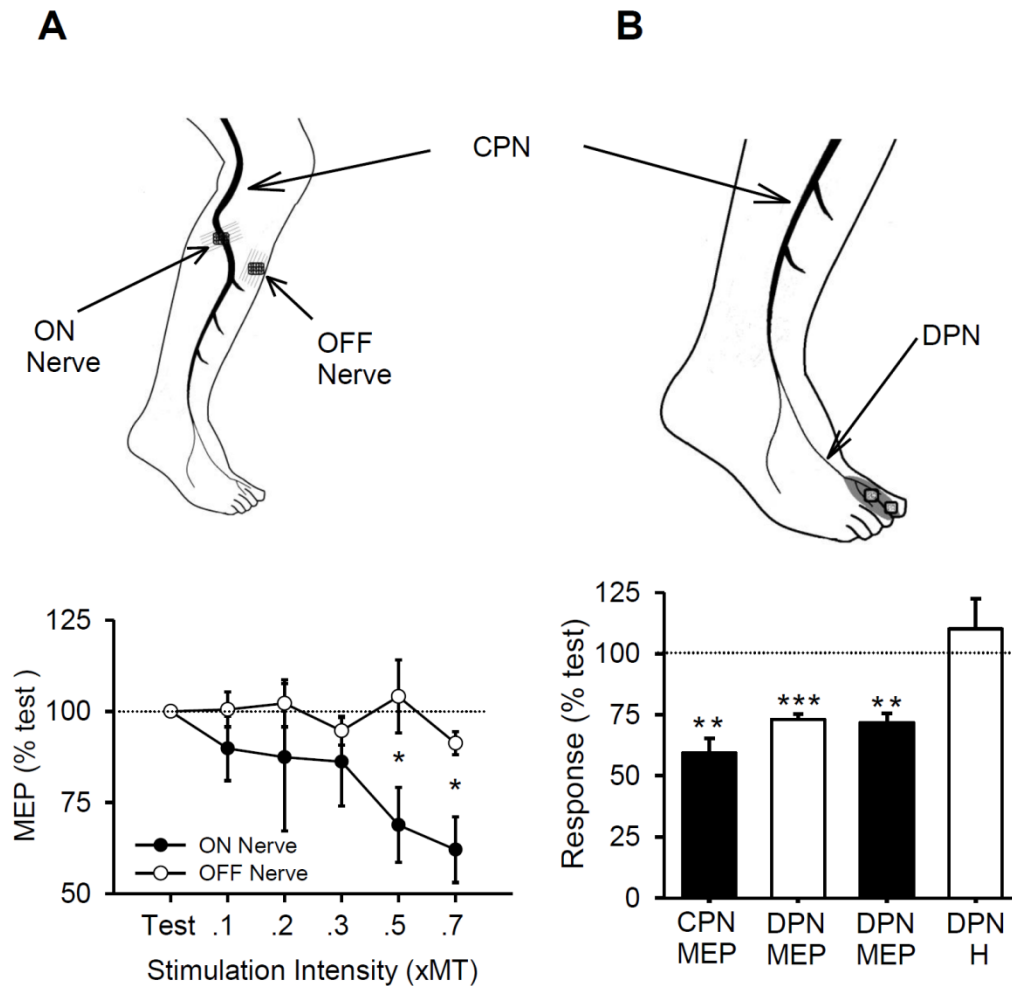 A
B
CPN
ON
Nerve
OFF
Nerve
DPN
MEP (% test )
125
100
75
50
*
*
ON Nerve
OFF Nerve
Test .1 .2 .3 .5 .7
Stimulation Intensity (xMT)
Response (% test)
125
100
75
50
25
0
**
***
**
CPN DPN DPN DPN
MEP MEP MEP H